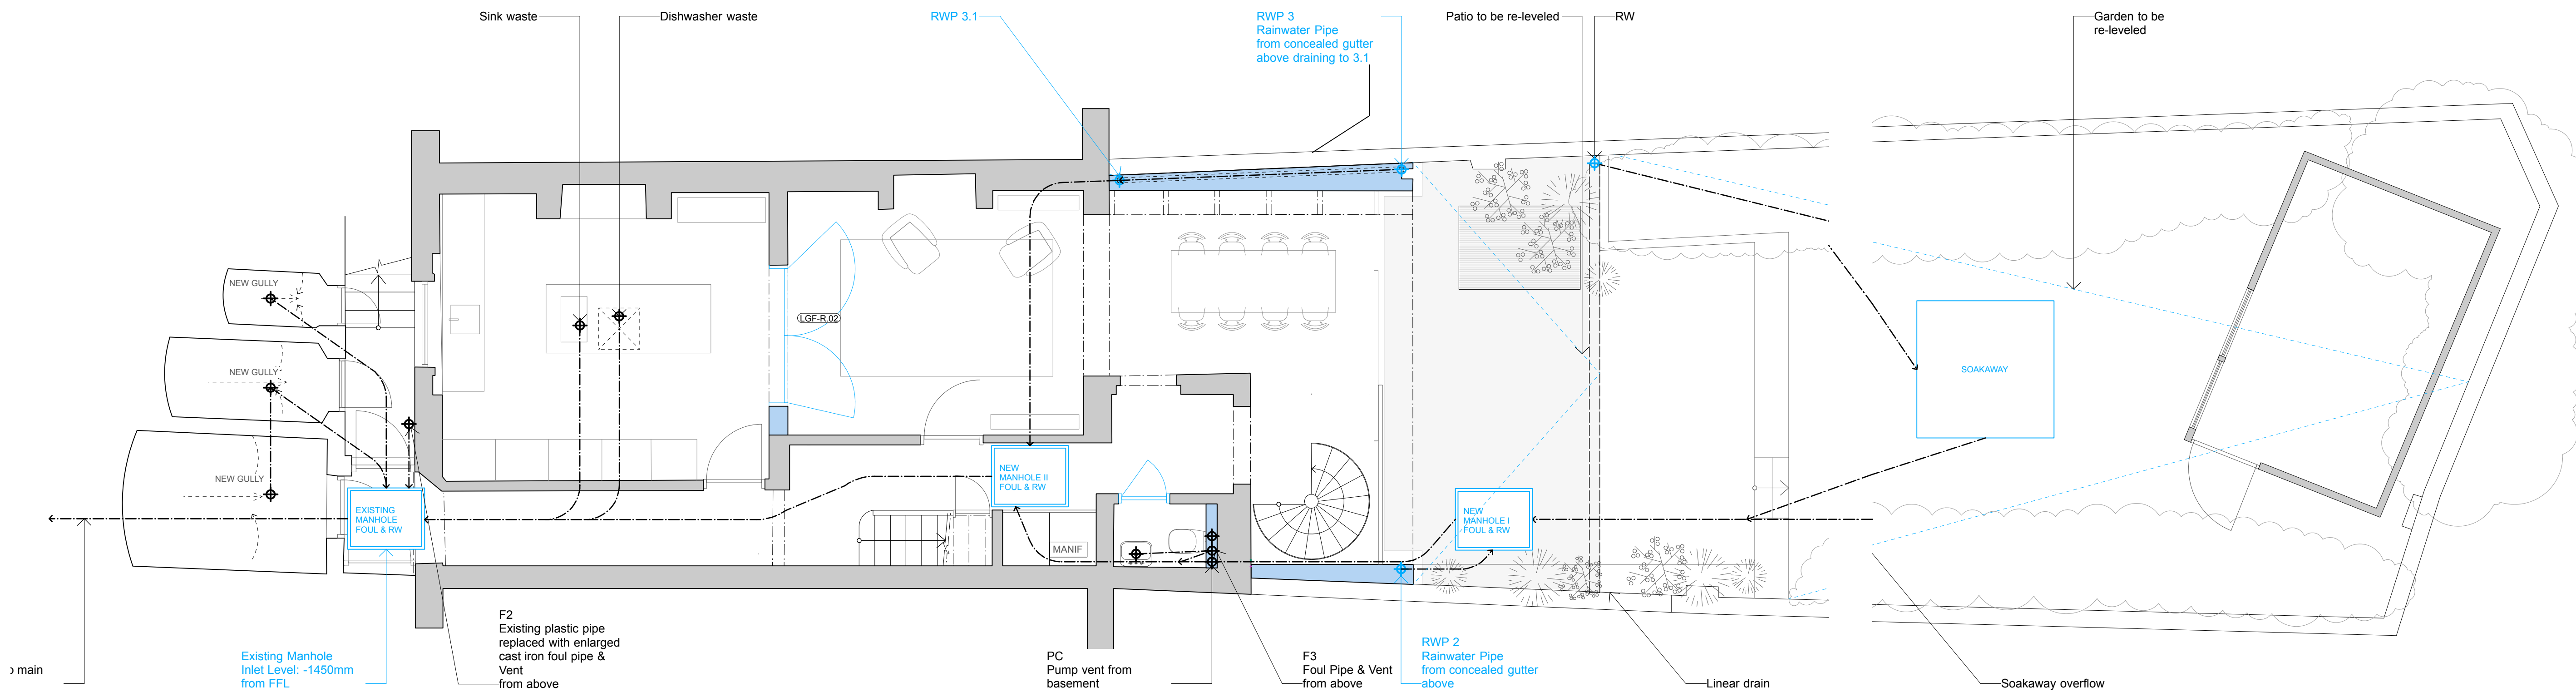 Sink waste
Dishwasher waste
RWP 3.1
RWP 3
Rainwater Pipe
from concealed gutter
above draining to 3.1
Patio to be re-leveled
RW
Garden to be
re-leveled
NEW GULLY
NEW GULLY
NEW GULLY
LGF-R.02
SOAKAWAY
EXISTING
MANHOLE
FOUL & RW
NEW
MANHOLE II
FOUL & RW
NEW
MANHOLE I
FOUL & RW
MANIF
main
Existing Manhole
Inlet Level: -1450mm
from FFL
F2
Existing plastic pipe
replaced with enlarged
cast iron foul pipe &
Vent
from above
PC
Pump vent from
basement
F3
Foul Pipe & Vent
from above
RWP 2
Rainwater Pipe
from concealed gutter
above
Linear drain
Soakaway overflow